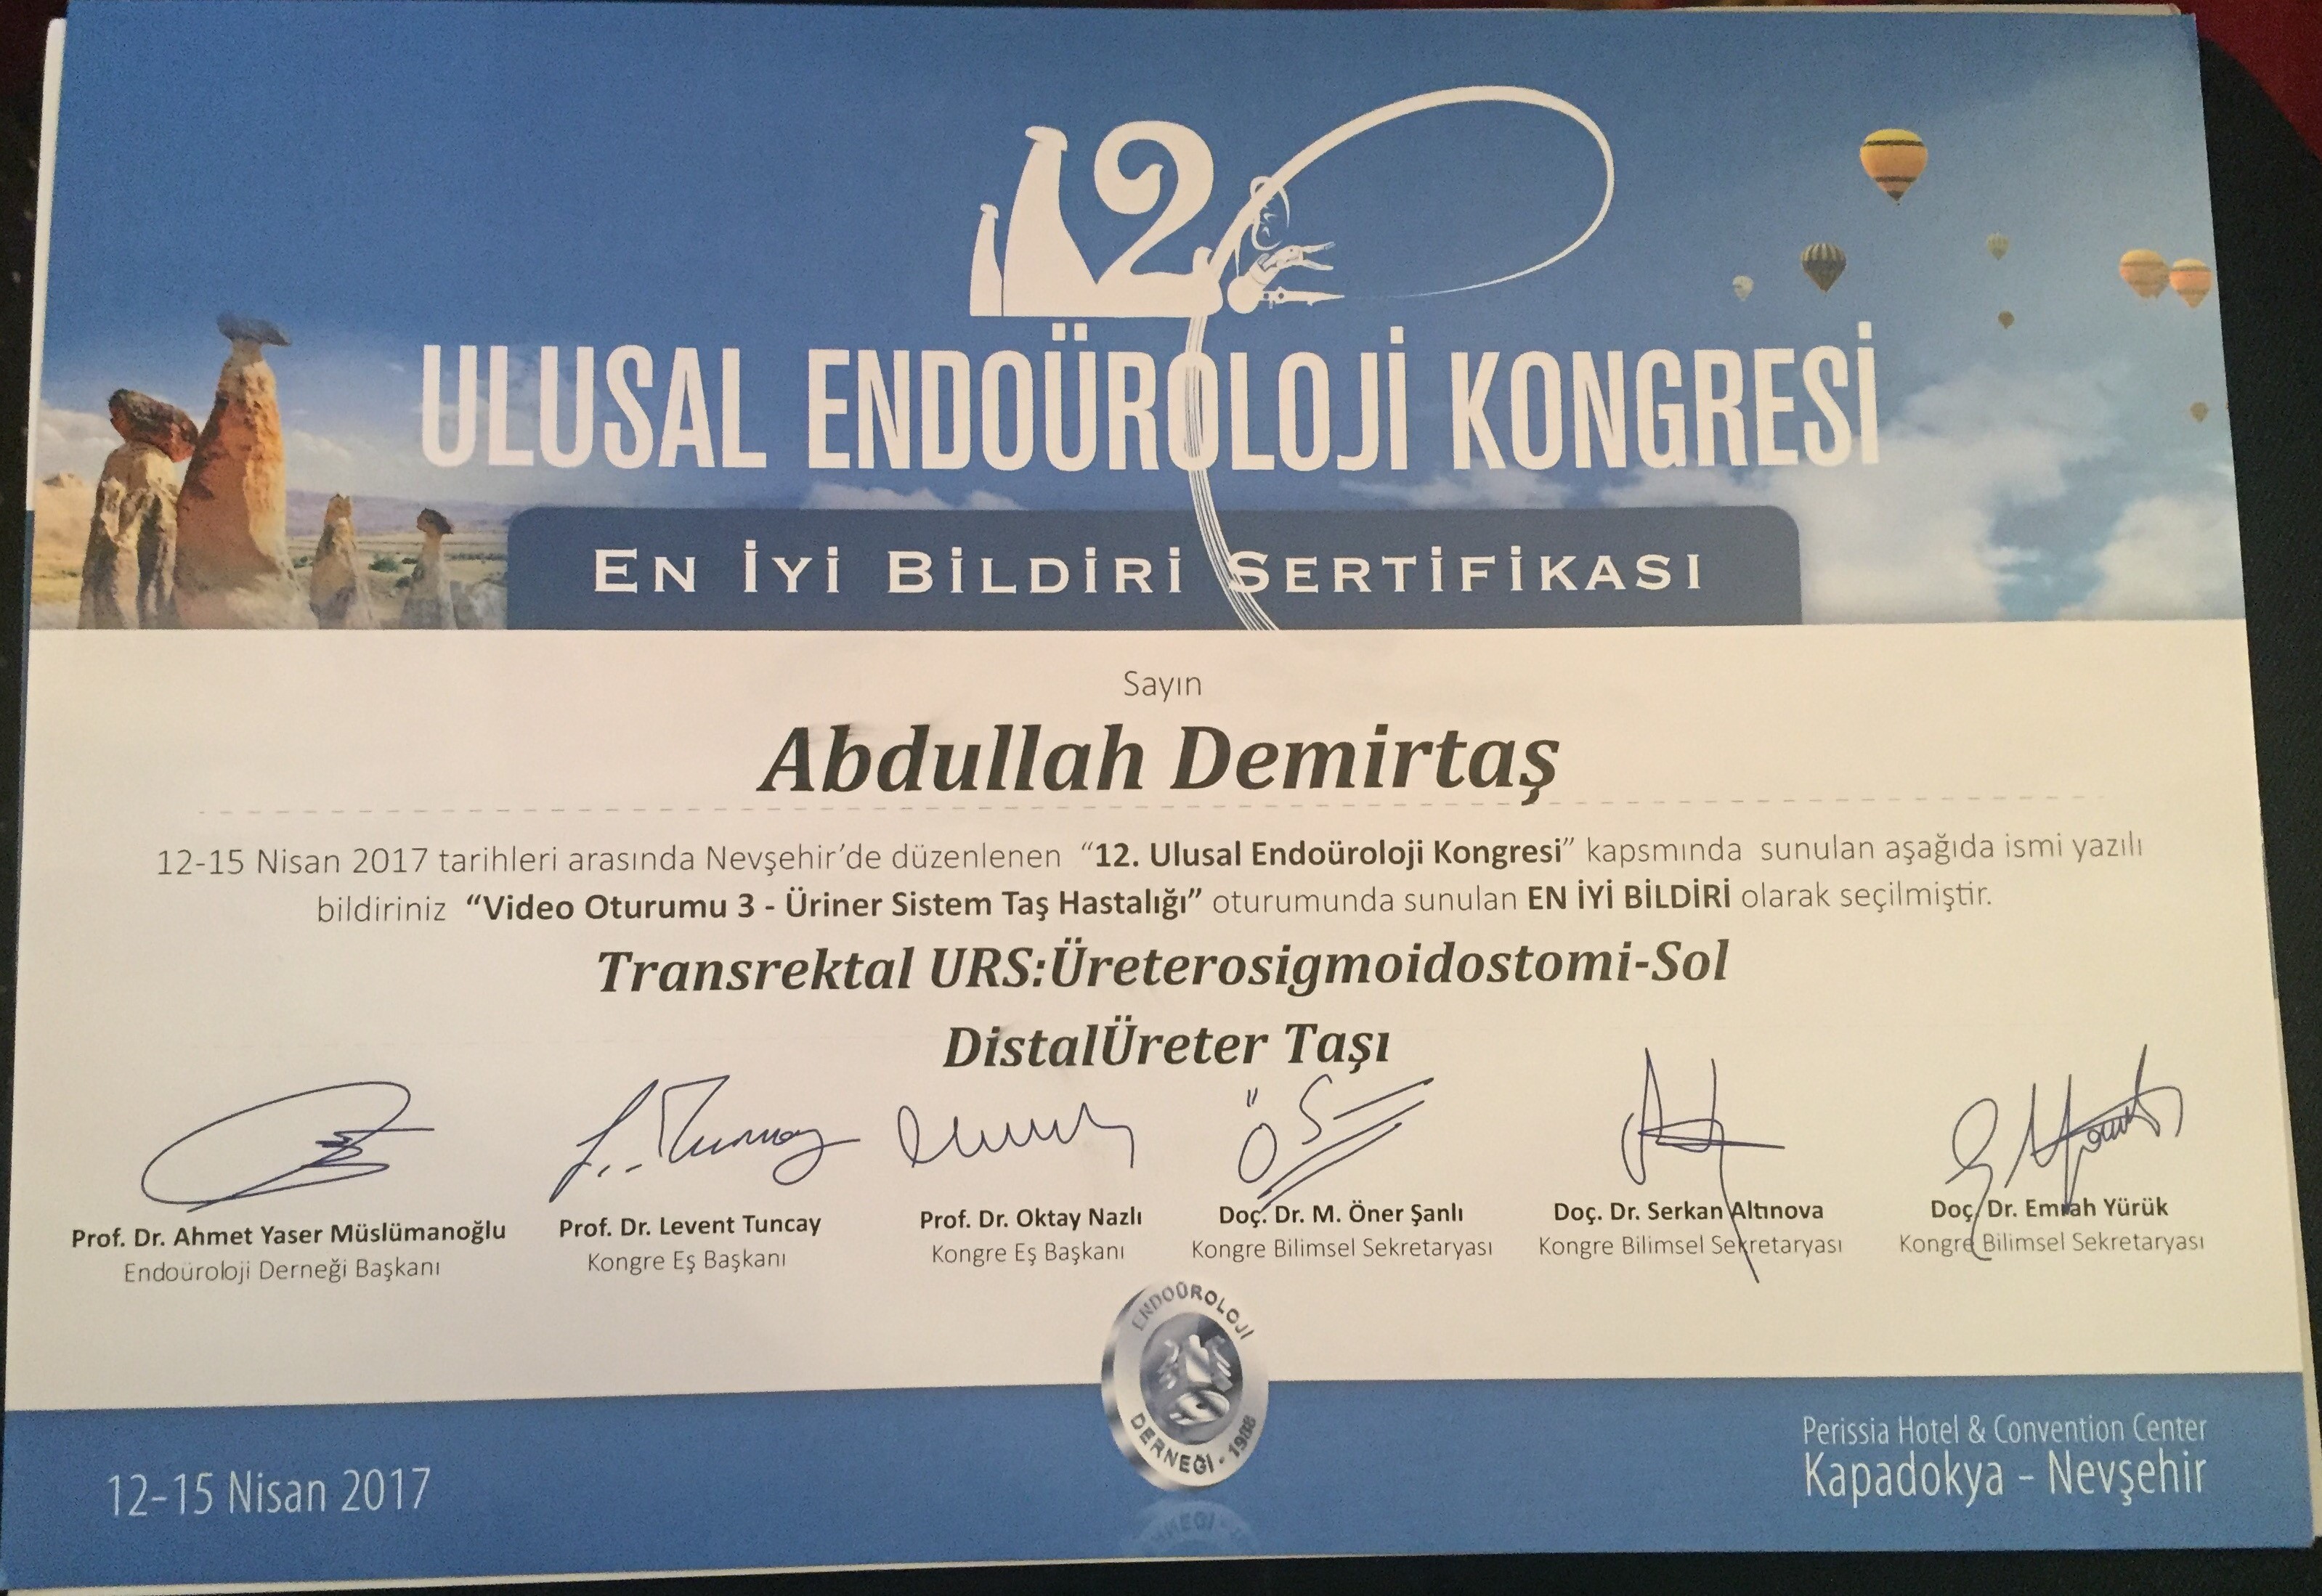 12
ULUSAL ENDOÜROLOJİ KONGRESİ
EN İYİ BİLDİRİ SERTİFİKASI
Sayın
Abdullah Demirtaş
12-15 Nisan 2017 tarihleri arasında Nevşehir’de düzenlenen “12. Ulusal Endoüroloji Kongresi” kapsmında sunulan aşağıda ismi yazılı
bildiriniz “Video Oturumu 3 - Üriner Sistem Taş Hastalığı” oturumunda sunulan EN İYİ BİLDİRİ olarak seçilmiştir.
Transrektal URS:Üreterosigmoidostomi-Sol
DistalÜreter Taşı
Prof. Dr. Ahmet Yaser Müslümanoğlu
Endoüroloji Derneği Başkanı
Prof. Dr. Levent Tuncay
Kongre Eş Başkanı
Prof. Dr. Oktay Nazlı
Kongre Eş Başkanı
Doç. Dr. M. Öner Şanlı
Kongre Bilimsel Sekretaryası
Doç. Dr. Serkan Altınova
Kongre Bilimsel Sekretaryası
Doç. Dr. Emrah Yürük
Kongre Bilimsel Sekretaryası
ENDOÜROLOJİ
DERNEĞİ - 1988
12-15 Nisan 2017
Perissia Hotel & Convention Center
Kapadokya - Nevşehir